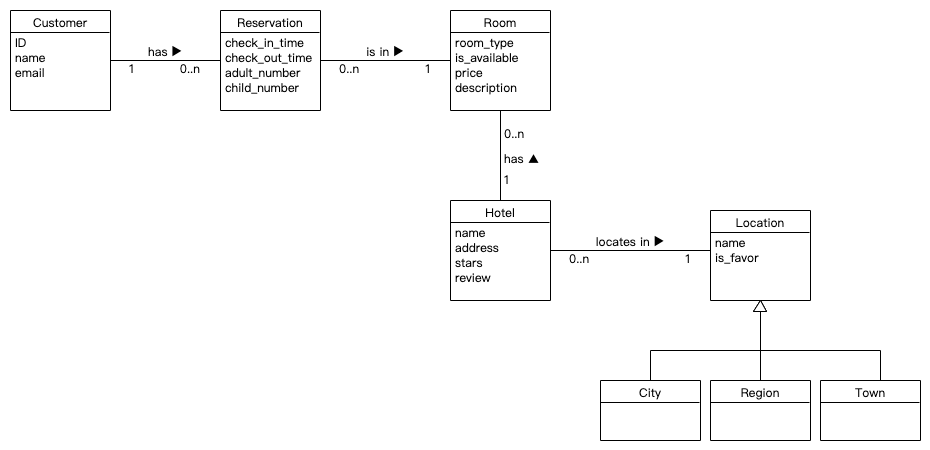 Customer
ID
name
email
has ▶
1
0..n
Reservation
check_in_time
check_out_time
adult_number
child_number
is in ▶
0..n
1
Room
room_type
is_available
price
description
0..n
has ▲
1
Hotel
name
address
stars
review
locates in ▶
0..n
1
Location
name
is_favor
City
Region
Town